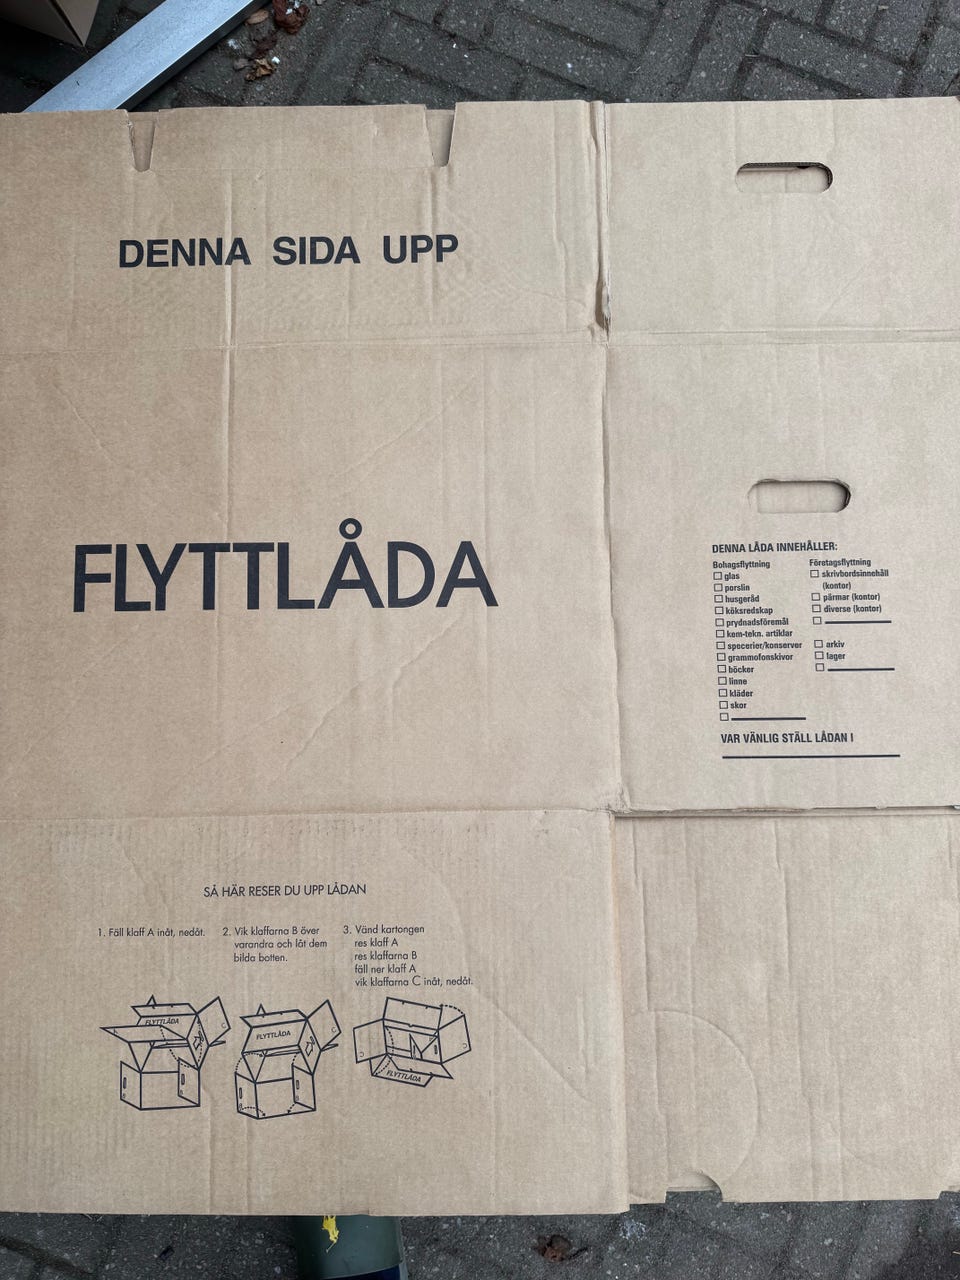 DENNA SIDA UPP
FLYTTLÅDA
DENNA LÅDA INNEHÅLLER:
Bohagsflyttning
glas
porslin
husgeråd
köksredskap
prydnadsföremål
kem-tekn. artiklar
specerier/konserver
grammofonskivor
böcker
linne
kläder
skor
Företagsflyttning
skrivbordsinnehåll
(kontor)
pärmar (kontor)
diverse (kontor)
arkiv
lager
VAR VÄNLIG STÄLL LÅDAN I
SÅ HÄR RESER DU UPP LÅDAN
1. Fäll klaff A inåt, nedåt.
2. Vik klaffarna B över
varandra och låt dem
bilda botten.
3. Vänd kartongen
res klaff A
res klaffarna B
fäll ner klaff A
vik klaffarna C inåt, nedåt.
FLYTTLÅDA
FLYTTLÅDA
FLYTTLÅDA